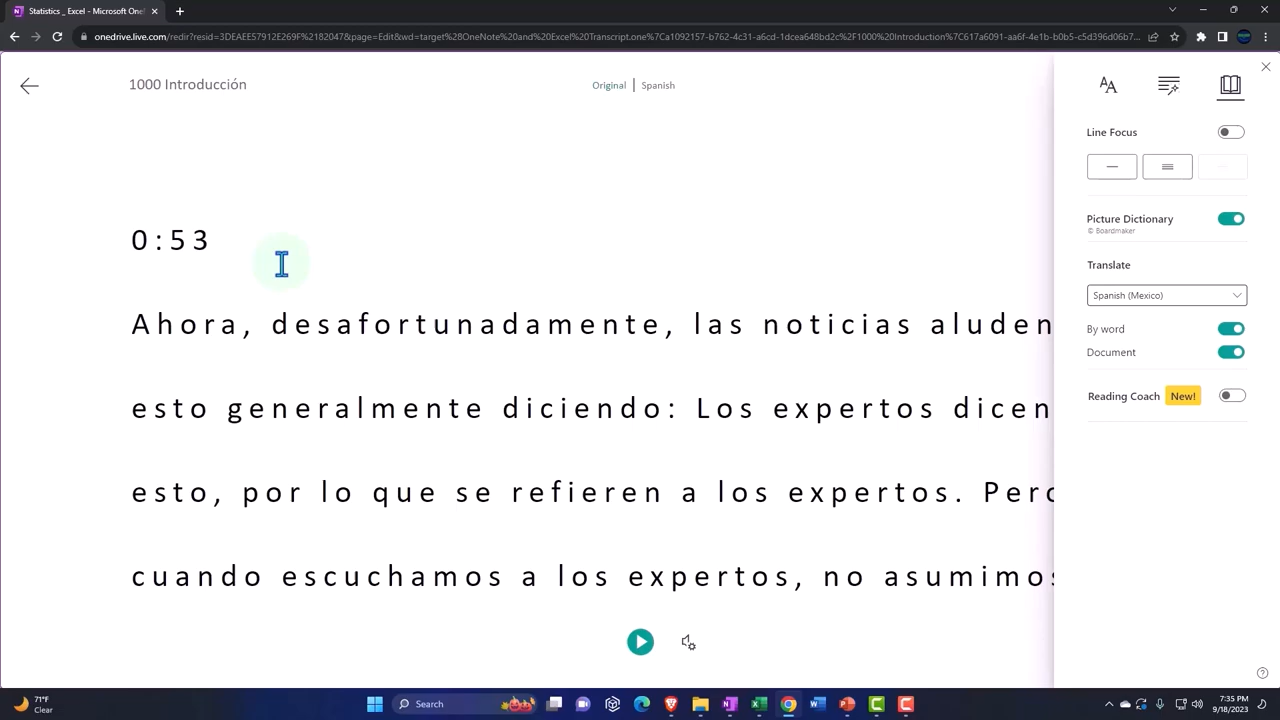 Statistics _ Excel - Microsoft One
onedrive.live.com/redir?resid=3DEAEE57912E269F%2182047&page=Edit&wd=target%28OneNote%20and%20Excel%20Transcript.one%7Ca1092157-b762-4c31-a6cd-1dcea648bd2c%2F1000%20Introduction%7C617a6091-aa6f-4e1b-b0b5-c5d396d06b7...
1000 Introducción
Original | Spanish
0:53
Ahora, desafortunadamente, las noticias aluden
esto generalmente diciendo: Los expertos dicen
esto, por lo que se refieren a los expertos. Pero
cuando escuchamos a los expertos, no asumimos
Line Focus
Picture Dictionary
© Boardmaker
Translate
Spanish (Mexico)
By word
Document
Reading Coach New!
71°F
Clear
Search
7:35 PM
9/18/2023